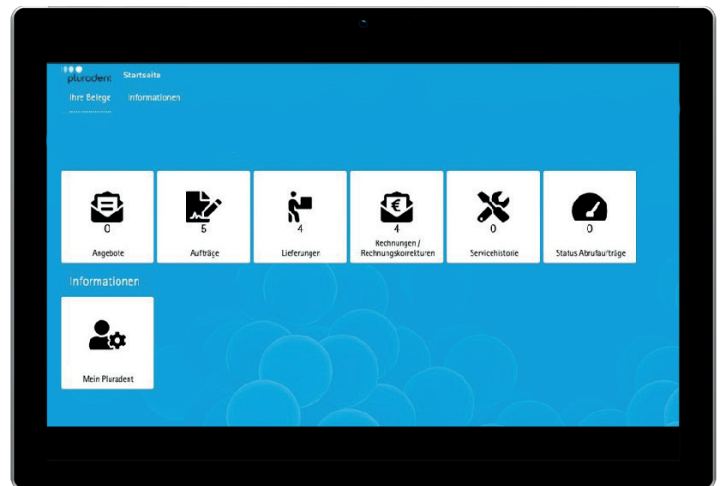 pluradent Startseite
Ihre Belege Informationen
0 5 4 4 0 0
Angebote Aufträge Lieferungen Rechnungen / Rechnungskorrekturen Servicehistorie Status Abrufaufträge
Informationen
Mein Pluradent